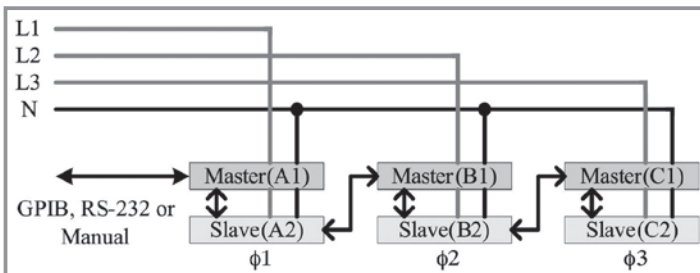 L1
L2
L3
N
Master(A1) Master(B1) Master(C1)
GPIB, RS-232 or
Manual
Slave(A2) Slave(B2) Slave(C2)
ϕ1 ϕ2 ϕ3